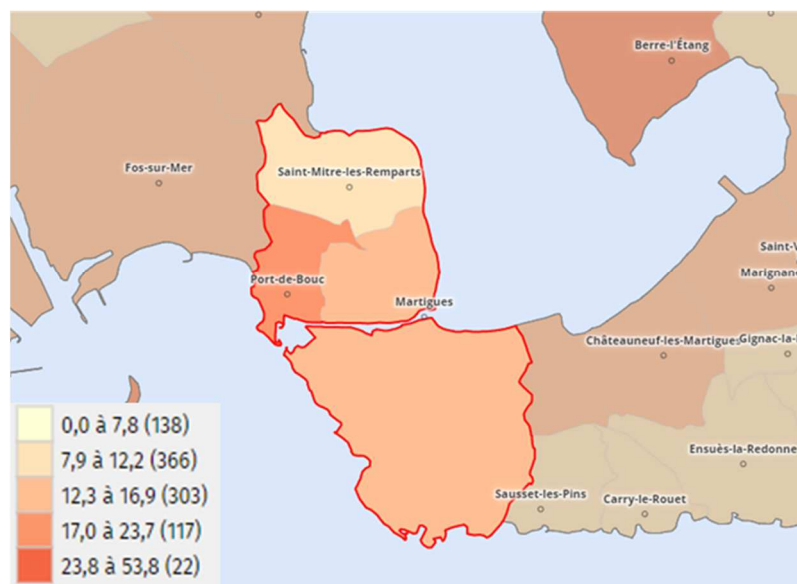 Berre-l'Étang
Fos-sur-Mer
Saint-Mitre-les-Remparts
Saint-V
Marignan
Port-de-Bouc
Martigues
Châteauneuf-les-Martigues
Gignac-la-
Ensuès-la-Redonne
Sausset-les-Pins
Carry-le-Rouet
0,0 à 7,8 (138)
7,9 à 12,2 (366)
12,3 à 16,9 (303)
17,0 à 23,7 (117)
23,8 à 53,8 (22)